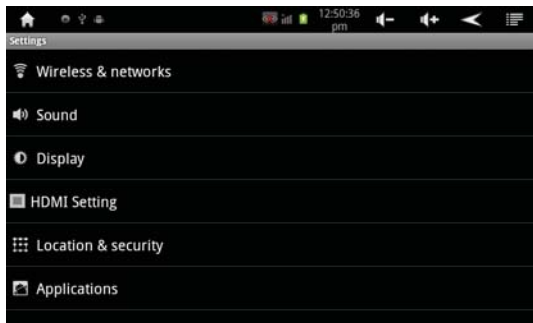 12:50:36
pm
Settings
Wireless & networks
Sound
Display
HDMI Setting
Location & security
Applications